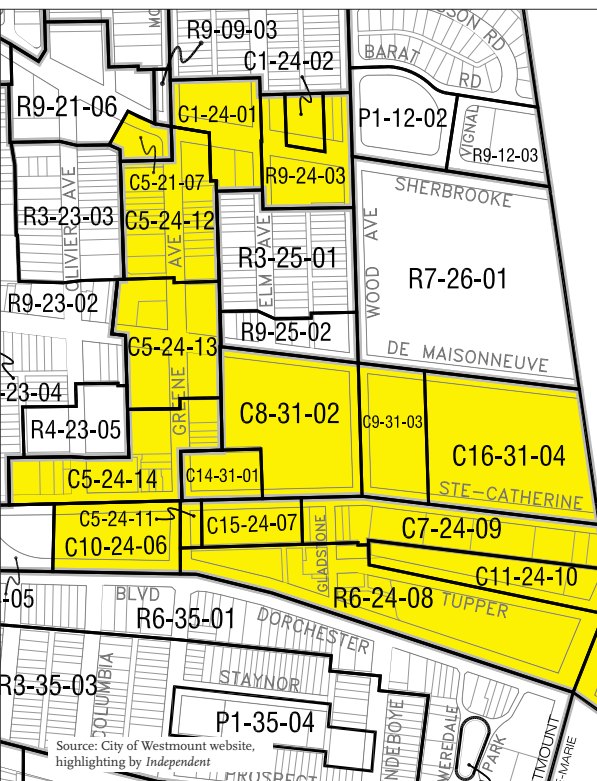 R9-09-03
C1-24-02
BARAT
RD
RD
R9-21-06
C1-24-01
P1-12-02
VIGNAL
R9-12-03
C5-21-07
R9-24-03
SHERBROOKE
R3-23-03
OLIVIER AVE
C5-24-12
AVE
ELM AVE
R3-25-01
WOOD AVE
R7-26-01
R9-23-02
R9-25-02
DE MAISONNEUVE
C5-24-13
GREENE
-23-04
R4-23-05
C8-31-02
C9-31-03
C16-31-04
C5-24-14
C14-31-01
STE-CATHERINE
C5-24-11
C15-24-07
GLADSTONE
C7-24-09
C10-24-06
C11-24-10
-05
BLVD
R6-24-08
TUPPER
R6-35-01
DORCHESTER
R3-35-03
COLUMBIA
STAYNOR
P1-35-04
PARK
Source: City of Westmount website,
highlighting by Independent